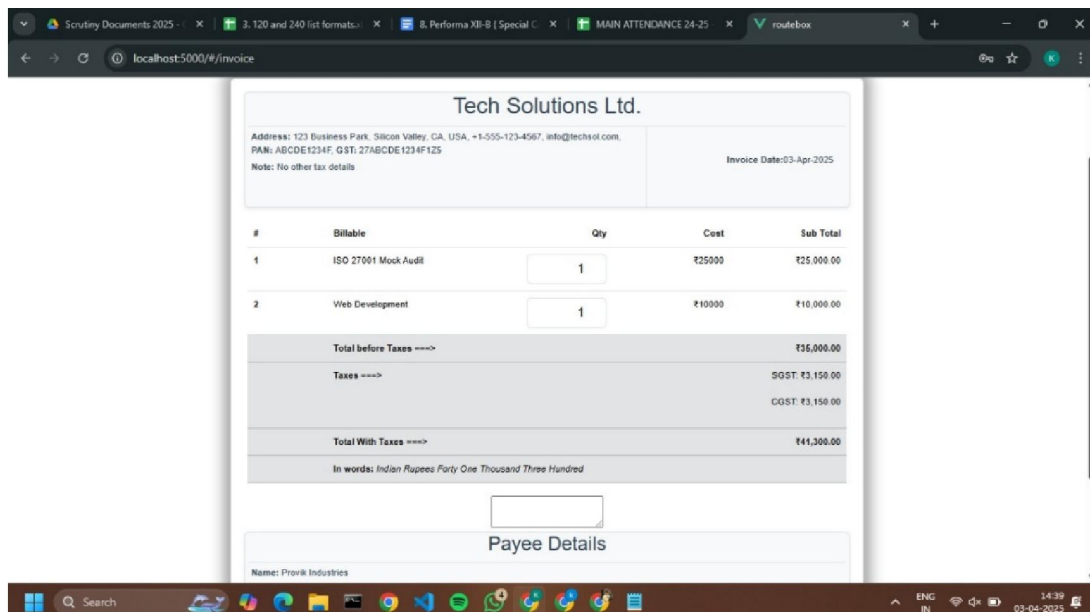 Scrutiny Documents 2025 -
3. 120 and 240 list formats.
8. Performa XII-B [ Special C
MAIN ATTENDANCE 24-25
routebox
localhost:5000/#/invoice
K
Tech Solutions Ltd.
Address: 123 Business Park, Silicon Valley, CA, USA, +1-555-123-4567, info@techsol.com,
PAN: ABCDE1234F, GST: 27ABCDE1234F1Z5
Note: No other tax details
Invoice Date:03-Apr-2025
# Billable Qty Cost Sub Total
1 ISO 27001 Mock Audit 1 ₹25000 ₹25,000.00
2 Web Development 1 ₹10000 ₹10,000.00
Total before Taxes ===> ₹35,000.00
Taxes ===> SGST: ₹3,150.00
CGST: ₹3,150.00
Total With Taxes ===> ₹41,300.00
In words: Indian Rupees Forty One Thousand Three Hundred
Payee Details
Name: Provik Industries
Search
ENG
IN
14:39
03-04-2025